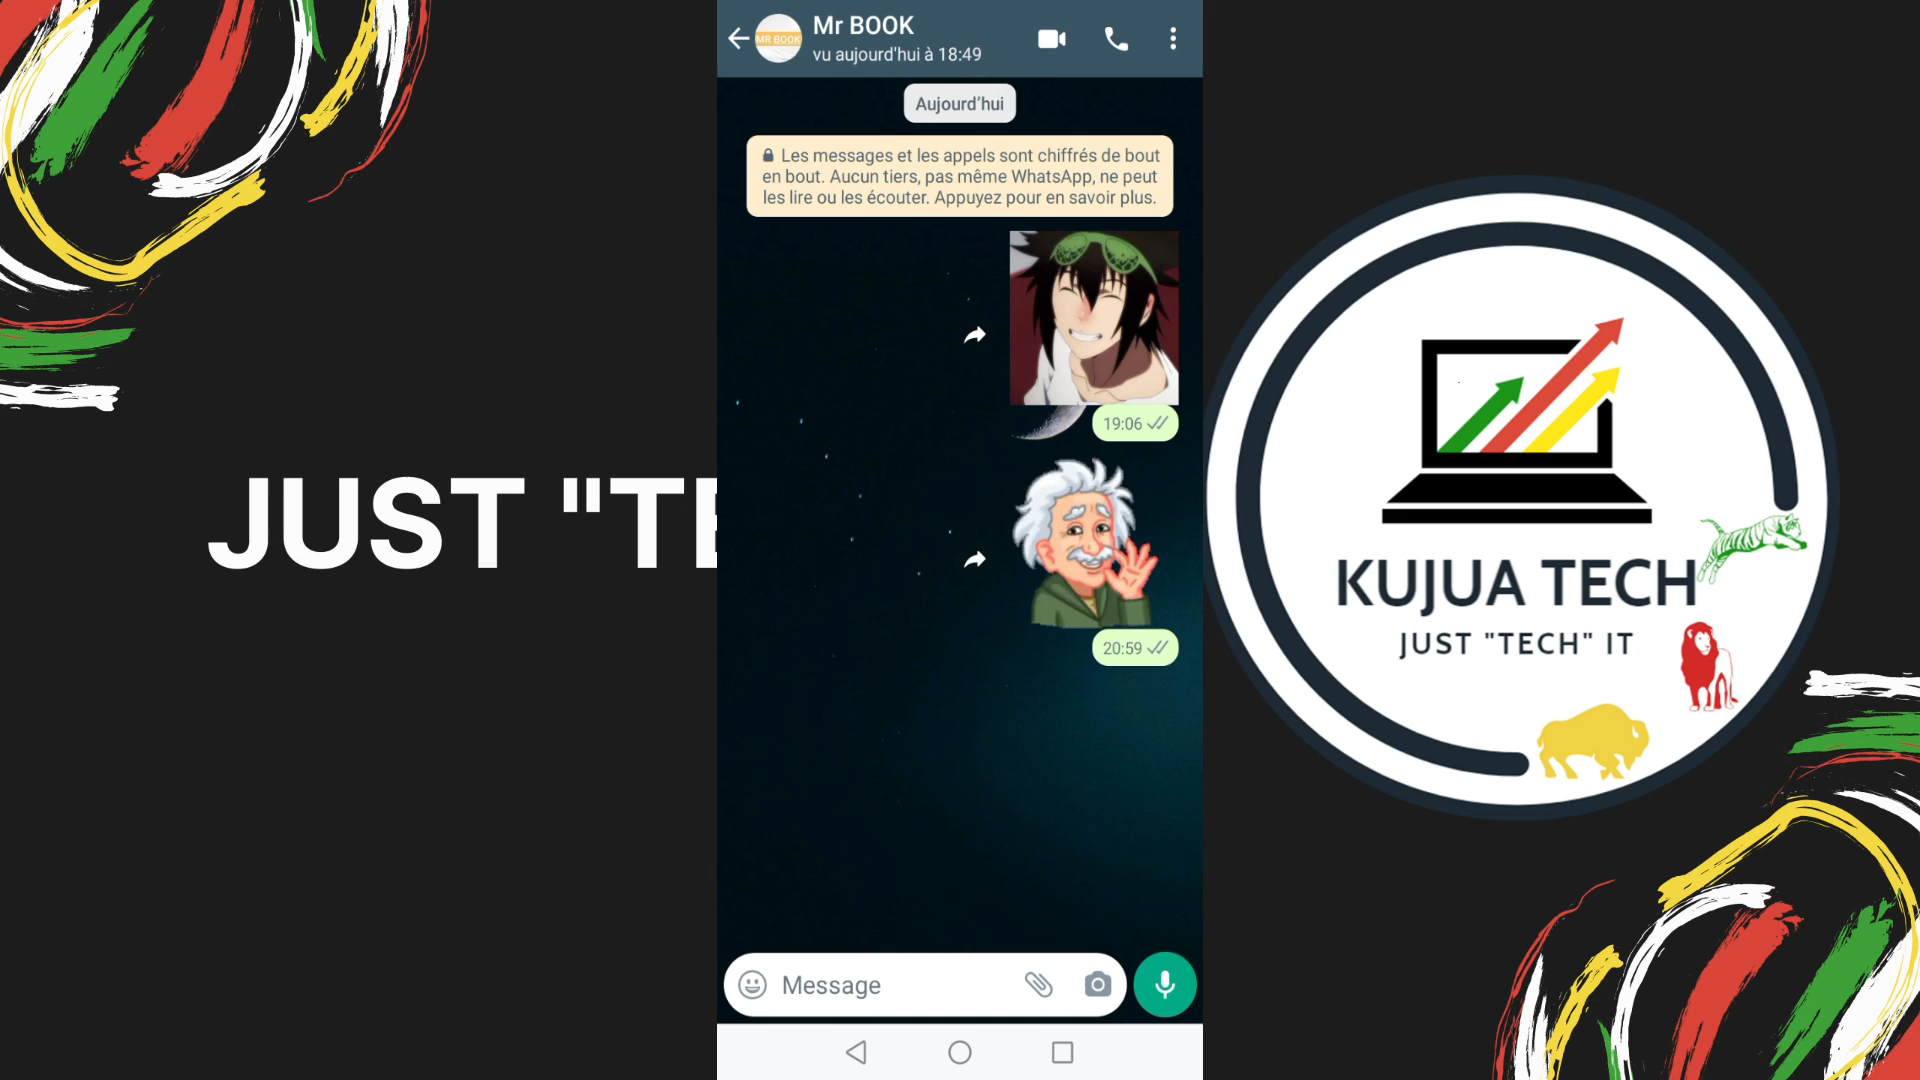 Mr BOOK
MR BOOK
vu aujourd'hui à 18:49
Aujourd'hui
Les messages et les appels sont chiffrés de bout
en bout. Aucun tiers, pas même WhatsApp, ne peut
les lire ou les écouter. Appuyez pour en savoir plus.
19:06
JUST "TE
20:59
KUJUA TECH
JUST "TECH" IT
Message